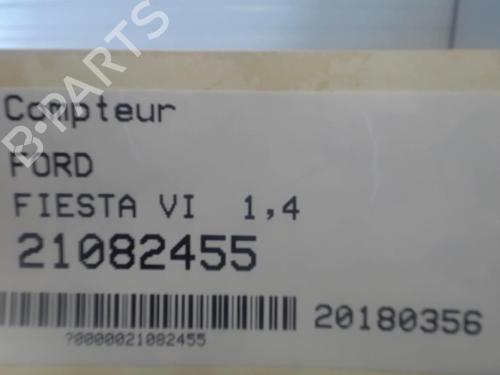 Compteur
FORD
FIESTA VI 1,4
21082455
20180356
?0000021082455
B-PARTS